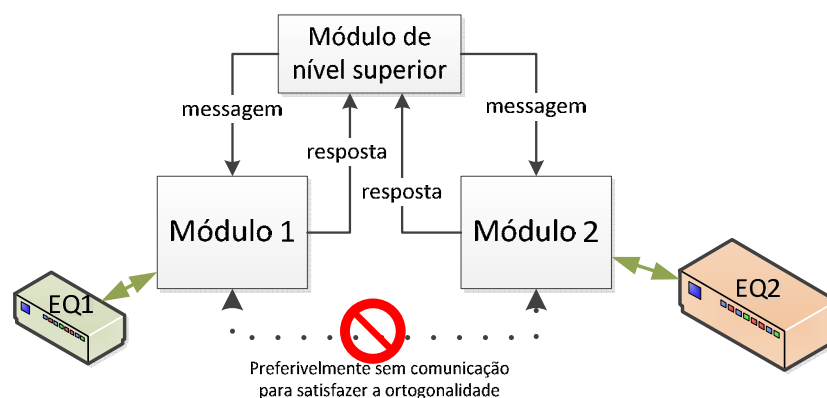 Módulo de
nível superior
messagem
messagem
resposta
resposta
Módulo 1
Módulo 2
EQ1
EQ2
Preferivelmente sem comunicação
para satisfazer a ortogonalidade